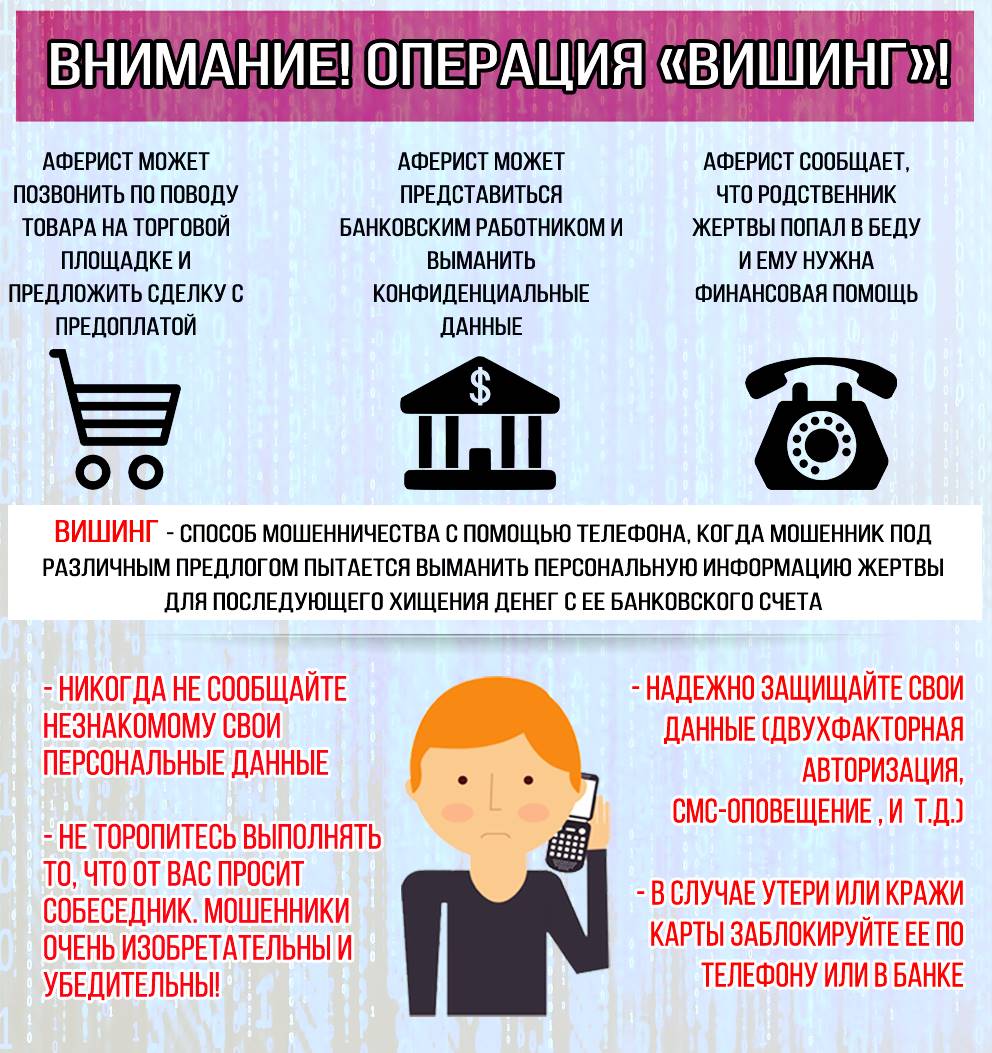 ВНИМАНИЕ! ОПЕРАЦИЯ «ВИШИНГ»!
АФЕРИСТ МОЖЕТ
ПОЗВОНИТЬ ПО ПОВОДУ
ТОВАРА НА ТОРГОВОЙ
ПЛОЩАДКЕ И
ПРЕДЛОЖИТЬ СДЕЛКУ С
ПРЕДОПЛАТОЙ
АФЕРИСТ МОЖЕТ
ПРЕДСТАВИТЬСЯ
БАНКОВСКИМ РАБОТНИКОМ И
ВЫМАНИТЬ
КОНФИДЕНЦИАЛЬНЫЕ
ДАННЫЕ
АФЕРИСТ СООБЩАЕТ,
ЧТО РОДСТВЕННИК
ЖЕРТВЫ ПОПАЛ В БЕДУ
И ЕМУ НУЖНА
ФИНАНСОВАЯ ПОМОЩЬ
$
ВИШИНГ - СПОСОБ МОШЕННИЧЕСТВА С ПОМОЩЬЮ ТЕЛЕФОНА, КОГДА МОШЕННИК ПОД
РАЗЛИЧНЫМ ПРЕДЛОГОМ ПЫТАЕТСЯ ВЫМАНИТЬ ПЕРСОНАЛЬНУЮ ИНФОРМАЦИЮ ЖЕРТВЫ
ДЛЯ ПОСЛЕДУЮЩЕГО ХИЩЕНИЯ ДЕНЕГ С ЕЕ БАНКОВСКОГО СЧЕТА
- НИКОГДА НЕ СООБЩАЙТЕ
НЕЗНАКОМОМУ СВОИ
ПЕРСОНАЛЬНЫЕ ДАННЫЕ
- НЕ ТОРОПИТЕСЬ ВЫПОЛНЯТЬ
ТО, ЧТО ОТ ВАС ПРОСИТ
СОБЕСЕДНИК. МОШЕННИКИ
ОЧЕНЬ ИЗОБРЕТАТЕЛЬНЫ И
УБЕДИТЕЛЬНЫ!
- НАДЕЖНО ЗАЩИЩАЙТЕ СВОИ
ДАННЫЕ (ДВУХФАКТОРНАЯ
АВТОРИЗАЦИЯ,
СМС-ОПОВЕЩЕНИЕ , И Т.Д.)
- В СЛУЧАЕ УТЕРИ ИЛИ КРАЖИ
КАРТЫ ЗАБЛОКИРУЙТЕ ЕЕ ПО
ТЕЛЕФОНУ ИЛИ В БАНКЕ